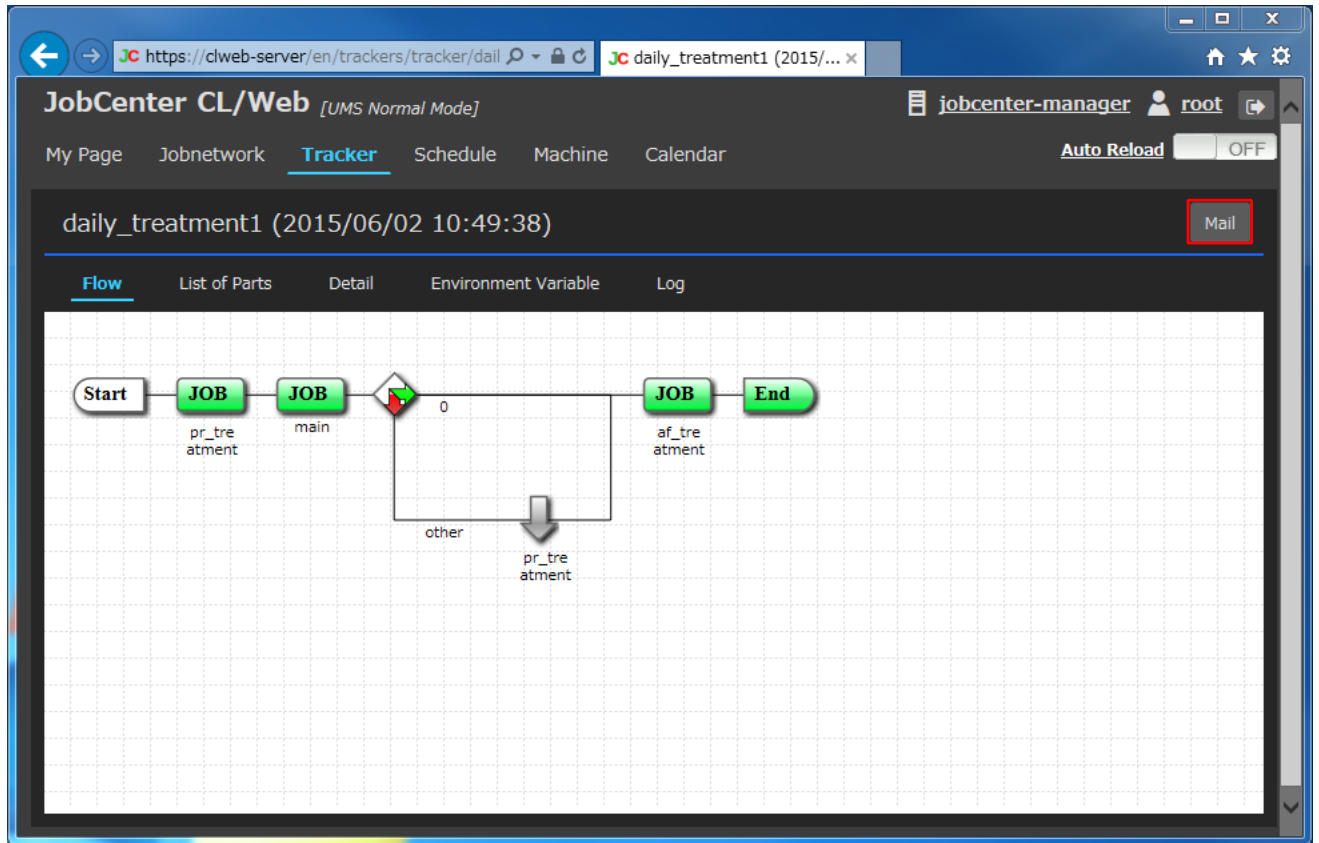 X
JC https://clweb-server/en/trackers/tracker/dail
JC daily_treatment1 (2015/... ×
JobCenter CL/Web [UMS Normal Mode]
jobcenter-manager root
My Page Jobnetwork Tracker Schedule Machine Calendar
Auto Reload OFF
daily_treatment1 (2015/06/02 10:49:38)
Mail
Flow List of Parts Detail Environment Variable Log
Start JOB JOB JOB End
0
pr_tre
atment
main
af_tre
atment
other
pr_tre
atment